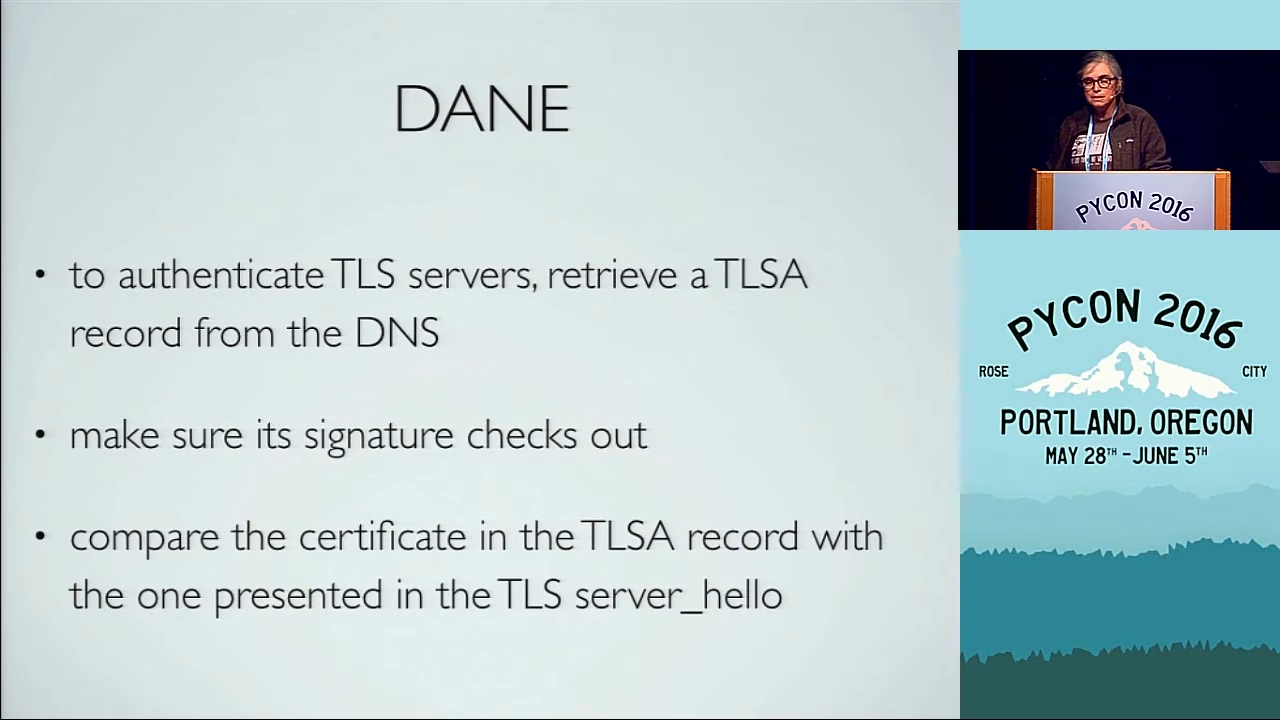 DANE
• to authenticate TLS servers, retrieve a TLSA
record from the DNS
• make sure its signature checks out
• compare the certificate in the TLSA record with
the one presented in the TLS server_hello
PYCON 2016
PYCON 2016
ROSE CITY
PORTLAND, OREGON
MAY 28TH - JUNE 5TH